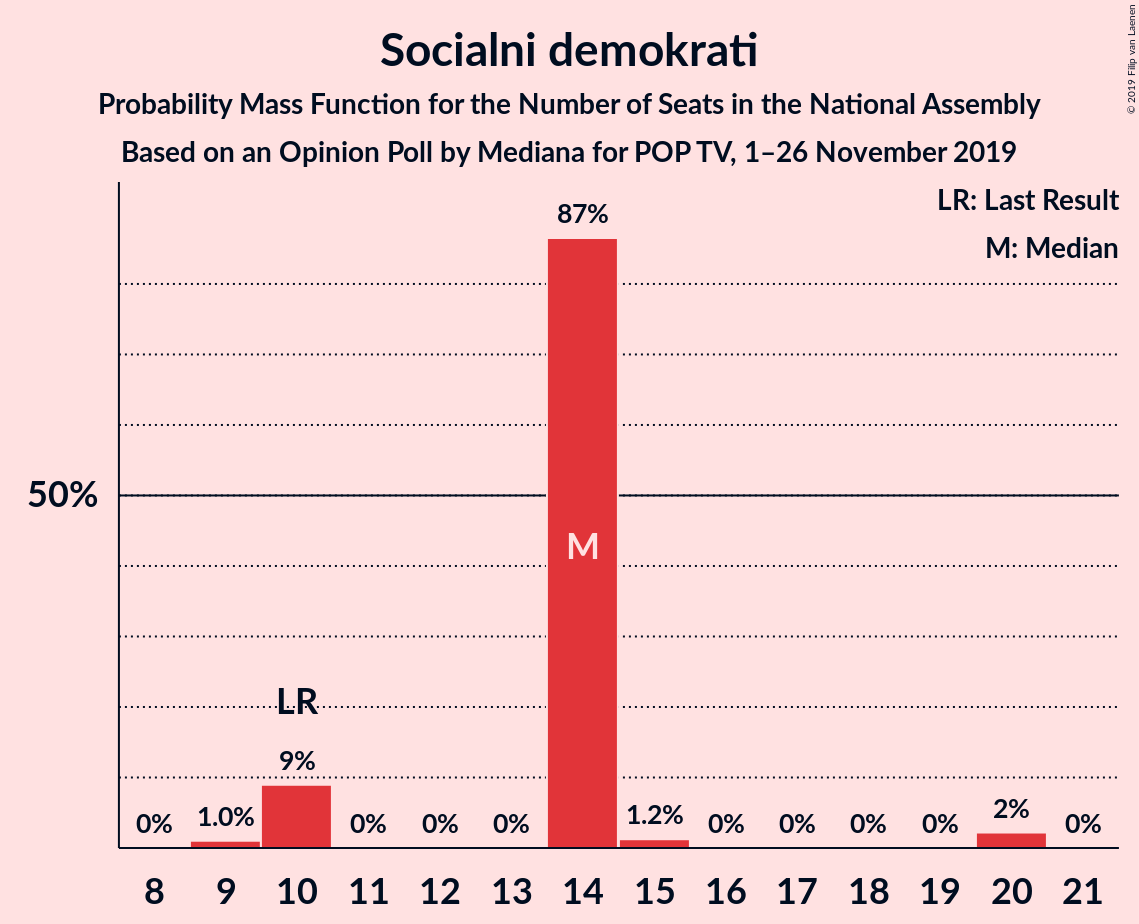 Socialni demokrati
Probability Mass Function for the Number of Seats in the National Assembly
Based on an Opinion Poll by Mediana for POP TV, 1–26 November 2019
© 2019 Filip van Laenen
LR: Last Result
M: Median
87%
50%
M
LR
9%
0% 1.0% 0% 0% 0% 1.2% 0% 0% 0% 0% 2% 0%
8 9 10 11 12 13 14 15 16 17 18 19 20 21